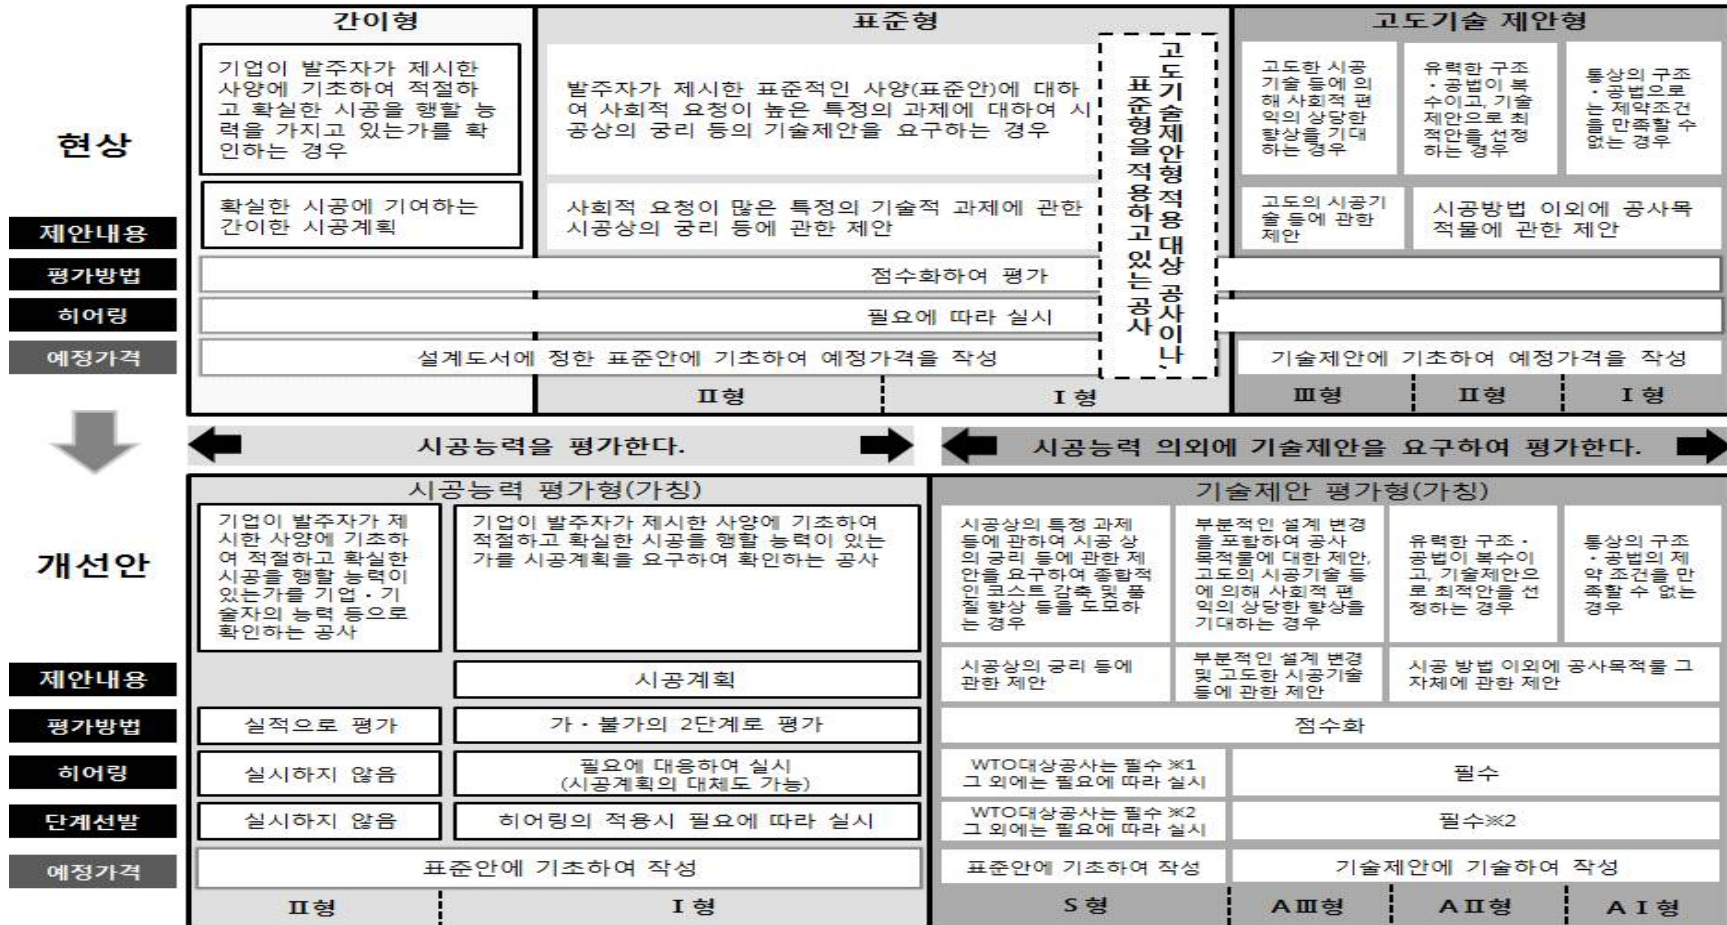 간이형
표준형
고도기술 제안형
현상
기업이 발주자가 제시한
사양에 기초하여 적절하
고 확실한 시공을 행할 능
력을 가지고 있는가를 확
인하는 경우
발주자가 제시한 표준적인 사양(표준안)에 대하
여 사회적 요청이 높은 특정의 과제에 대하여 시
공상의 궁리 등의 기술제안을 요구하는 경우
고도기술제안형 적용 대상 공사이나,
표준형을 적용하고 있는 공사
고도한 시공
기술 등에 의
해 사회적 편
익의 상당한
향상을 기대
하는 경우
유력한 구조
·공법이 복
수이고, 기술
제안으로 최
적안을 선정
하는 경우
통상의 구조
·공법으로
는 제약조건
을 만족할 수
없는 경우
제안내용
확실한 시공에 기여하는
간이한 시공계획
사회적 요청이 많은 특정의 기술적 과제에 관한
시공상의 궁리 등에 관한 제안
고도의 시공기
술 등에 관한
제안
시공방법 이외에 공사목
적물에 관한 제안
평가방법
점수화하여 평가
히어링
필요에 따라 실시
예정가격
설계도서에 정한 표준안에 기초하여 예정가격을 작성
기술제안에 기초하여 예정가격을 작성
Ⅱ형
Ⅰ형
Ⅲ형
Ⅱ형
Ⅰ형
시공능력을 평가한다.
시공능력 의외에 기술제안을 요구하여 평가한다.
시공능력 평가형(가칭)
기술제안 평가형(가칭)
개선안
기업이 발주자가 제
시한 사양에 기초하
여 적절하고 확실한
시공을 행할 능력이
있는가를 기업·기
술자의 능력 등으로
확인하는 공사
기업이 발주자가 제시한 사양에 기초하여
적절하고 확실한 시공을 행할 능력이 있는
가를 시공계획을 요구하여 확인하는 공사
시공상의 특정 과제
등에 관하여 시공 상
의 궁리 등에 관한 제
안을 요구하여 종합적
인 코스트 감축 및 품
질 향상 등을 도모하
는 경우
부분적인 설계 변경
을 포함하여 공사
목적물에 대한 제안,
고도의 시공기술 등
에 의해 사회적 편
익의 상당한 향상을
기대하는 경우
유력한 구조·
공법이 복수이
고, 기술제안으
로 최적안을 선
정하는 경우
통상의 구조
·공법의 제
약 조건을 만
족할 수 없는
경우
제안내용
시공계획
시공상의 궁리 등에
관한 제안
부분적인 설계 변경
및 고도한 시공기술
등에 관한 제안
시공 방법 이외에 공사목적물 그
자체에 관한 제안
평가방법
실적으로 평가
가·불가의 2단계로 평가
점수화
히어링
실시하지 않음
필요에 대응하여 실시
(시공계획의 대체도 가능)
WTO대상공사는 필수 ※1
그 외에는 필요에 따라 실시
필수
단계선발
실시하지 않음
히어링의 적용시 필요에 따라 실시
WTO대상공사는 필수※2
그 외에는 필요에 따라 실시
필수※2
예정가격
표준안에 기초하여 작성
표준안에 기초하여 작성
기술제안에 기술하여 작성
Ⅱ형
Ⅰ형
S형
AⅢ형
AⅡ형
AⅠ형